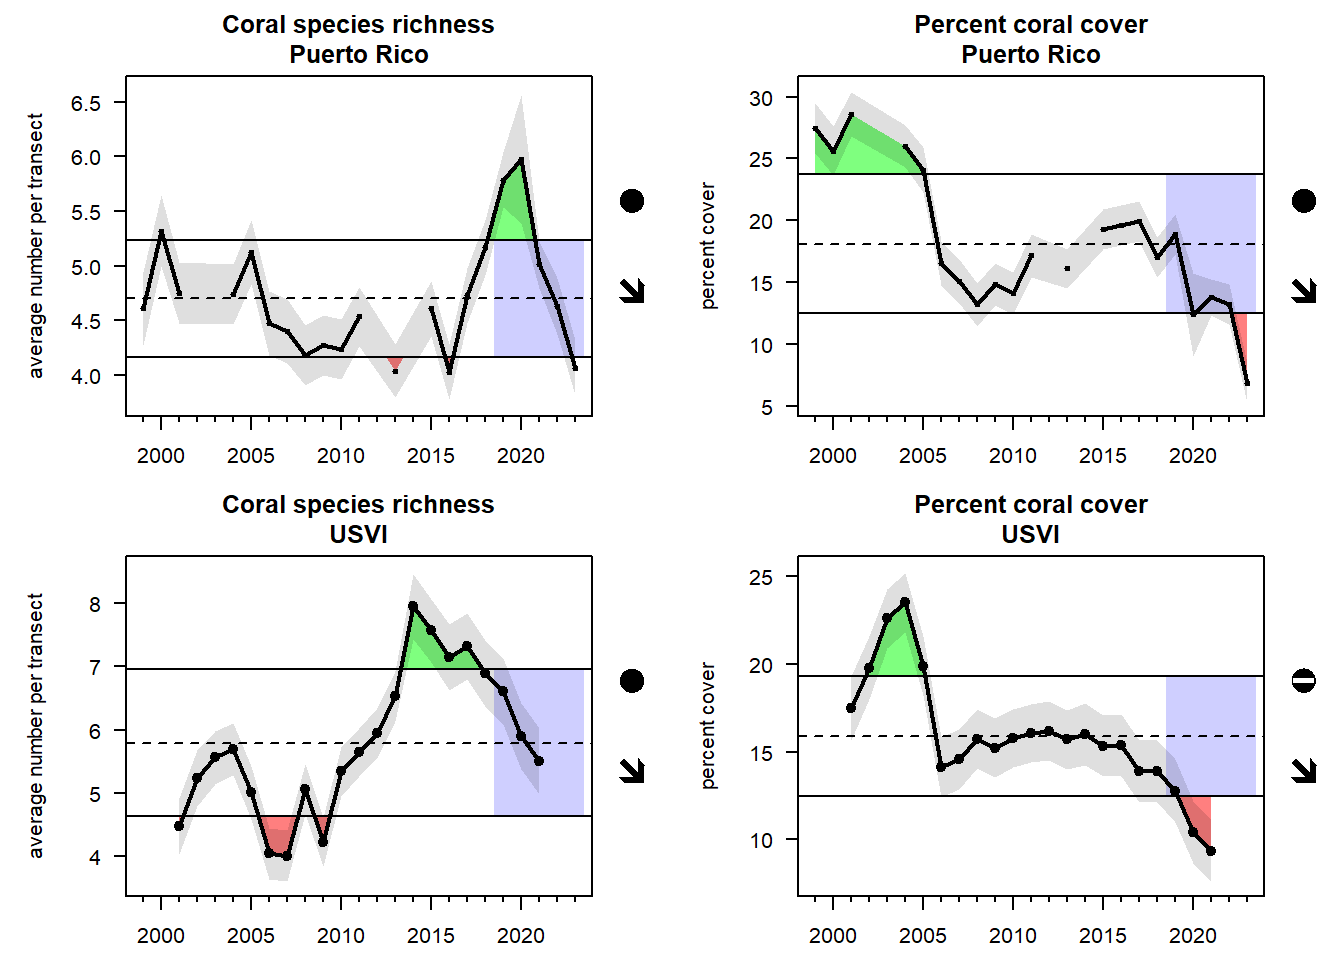 Coral species richness
Puerto Rico
average number per transect
6.5
6.0
5.5
5.0
4.5
4.0
2000 2005 2010 2015 2020
Percent coral cover
Puerto Rico
percent cover
30
25
20
15
10
5
2000 2005 2010 2015 2020
Coral species richness
USVI
average number per transect
8
7
6
5
4
2000 2005 2010 2015 2020
Percent coral cover
USVI
percent cover
25
20
15
10
2000 2005 2010 2015 2020